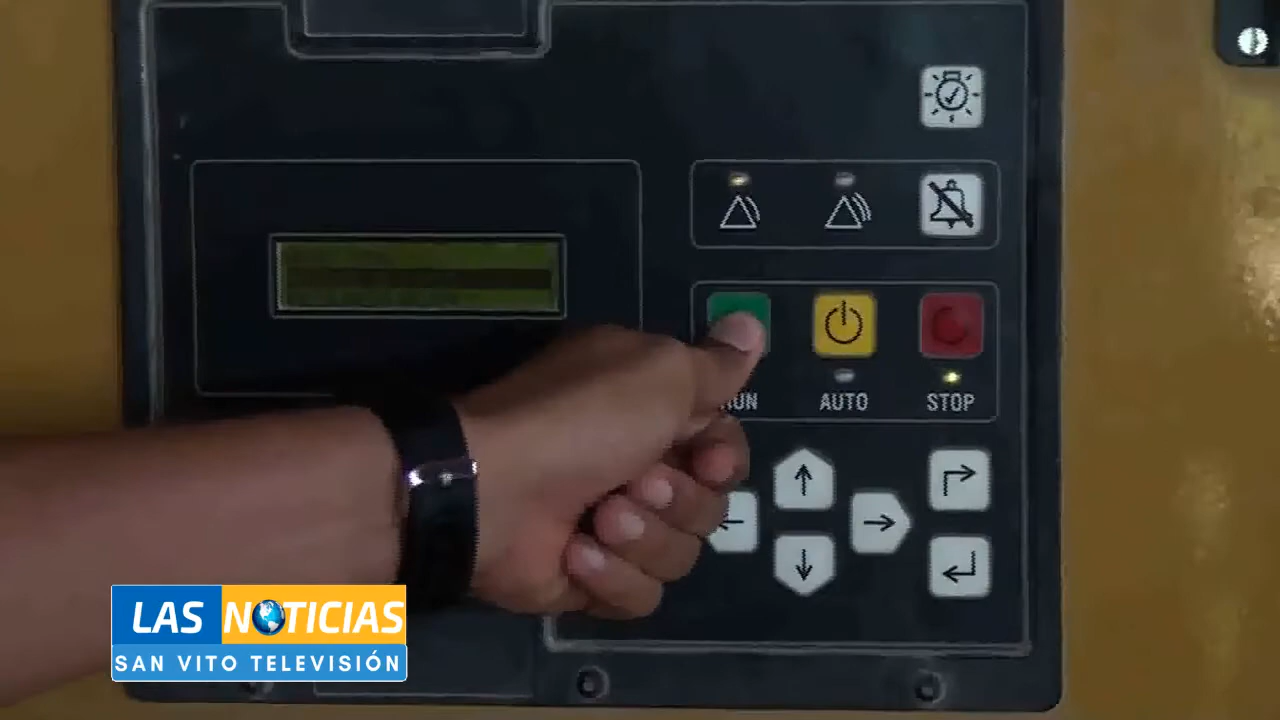 RUN
AUTO
STOP
LAS NOTICIAS
SAN VITO TELEVISIÓN